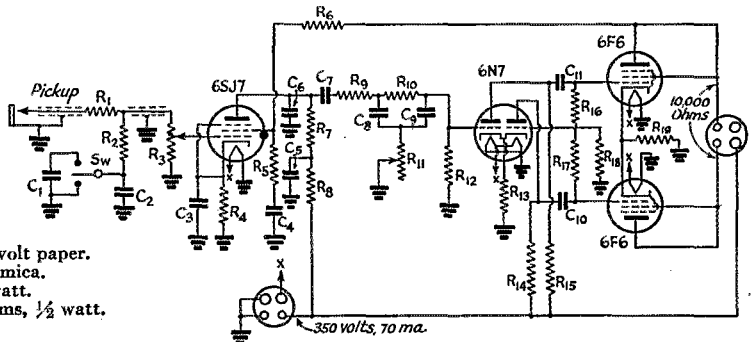 R6
6F6
Pickup
R1
6SJ7
C6
C7
R9
R10
6N7
C11
R16
10,000
Ohms
R2
R3
R5
R7
C8
C9
R19
C1
Sw
C2
C3
R4
X
C5
R8
R11
R12
X
R13
R17
R18
X
X
C4
C10
6F6
R14
R15
X
350 volts, 70 ma.
volt paper.
mica.
att.
ms, ½ watt.